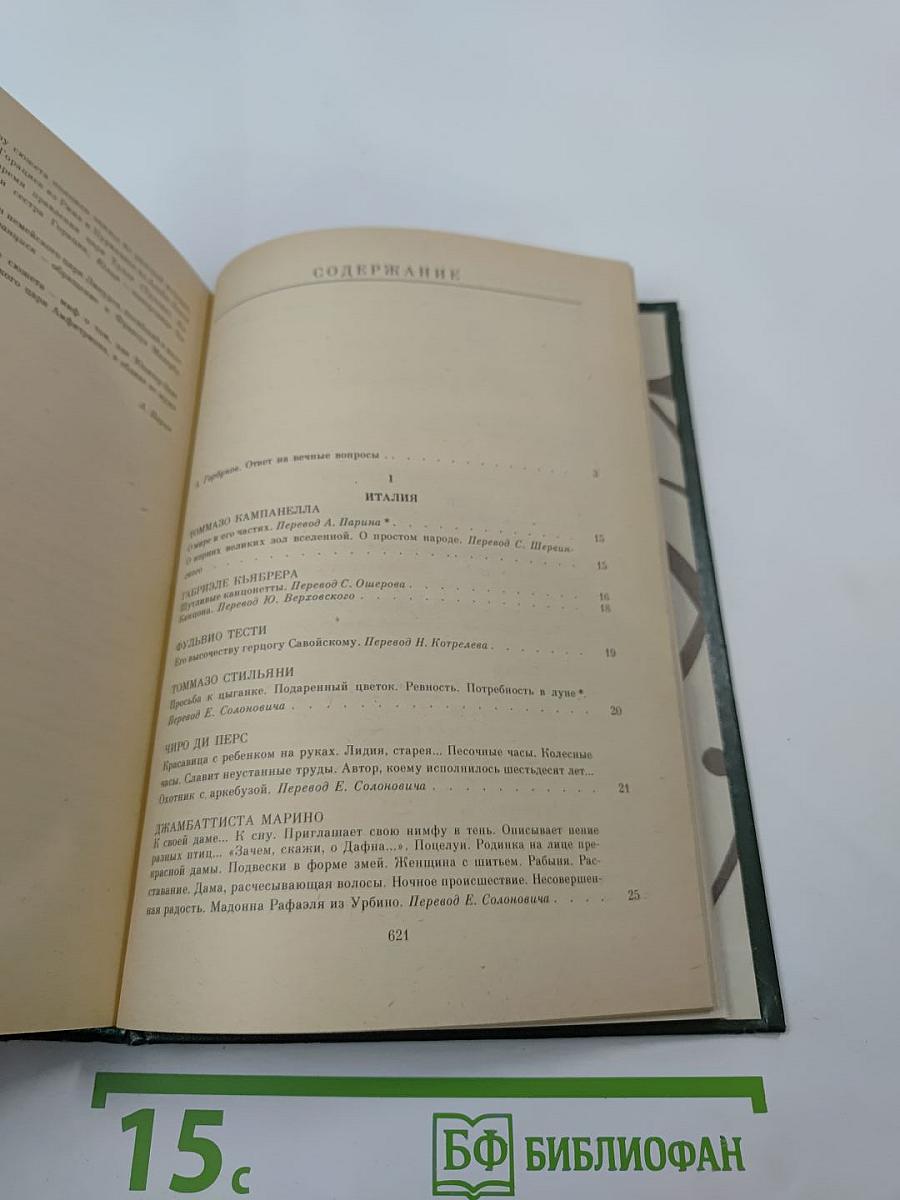 СОДЕРЖАНИЕ
А. Горбунов. Ответ на вечные вопросы . . . . . . . . . . . . 3
I
ИТАЛИЯ
ТОММАЗО КАМПАНЕЛЛА
О мире и его частях. Перевод А. Парина * . . . . . . . . . . . 15
О корнях великих зол вселенной. О простом народе. Перевод С. Шервин-
ского . . . . . . . . . . . . . . . . . . 15
ГАБРИЭЛЕ КЬЯБРЕРА
Шутливые канцонетты. Перевод С. Ошерова . . . . . . . . . . 16
Канцона. Перевод Ю. Верховского . . . . . . . . . . . . 18
ФУЛЬВИО ТЕСТИ
Его высочеству герцогу Савойскому. Перевод Н. Котрелева . . . . . . 19
ТОММАЗО СТИЛЬЯНИ
Просьба к цыганке. Подаренный цветок. Ревность. Потребность в луне *.
Перевод Е. Солоновича . . . . . . . . . . . . . . . 20
ЧИРО ДИ ПЕРС
Красавица с ребенком на руках. Лидия, старея... Песочные часы. Колесные
часы. Славит неустанные труды. Автор, коему исполнилось шестьдесят лет...
Охотник с аркебузой. Перевод Е. Солоновича . . . . . . . . . . 21
ДЖАМБАТТИСТА МАРИНО
К своей даме... К сну. Приглашает свою нимфу в тень. Описывает пение
разных птиц... «Зачем, скажи, о Дафна...». Поцелуи. Родинка на лице пре-
красной дамы. Подвески в форме змей. Женщина с шитьем. Рабыня. Рас-
ставание. Дама, расчесывающая волосы. Ночное происшествие. Несовершен-
ная радость. Мадонна Рафаэля из Урбино. Перевод Е. Солоновича . . . . 25
621
15 с
БФ БИБЛИОФАН